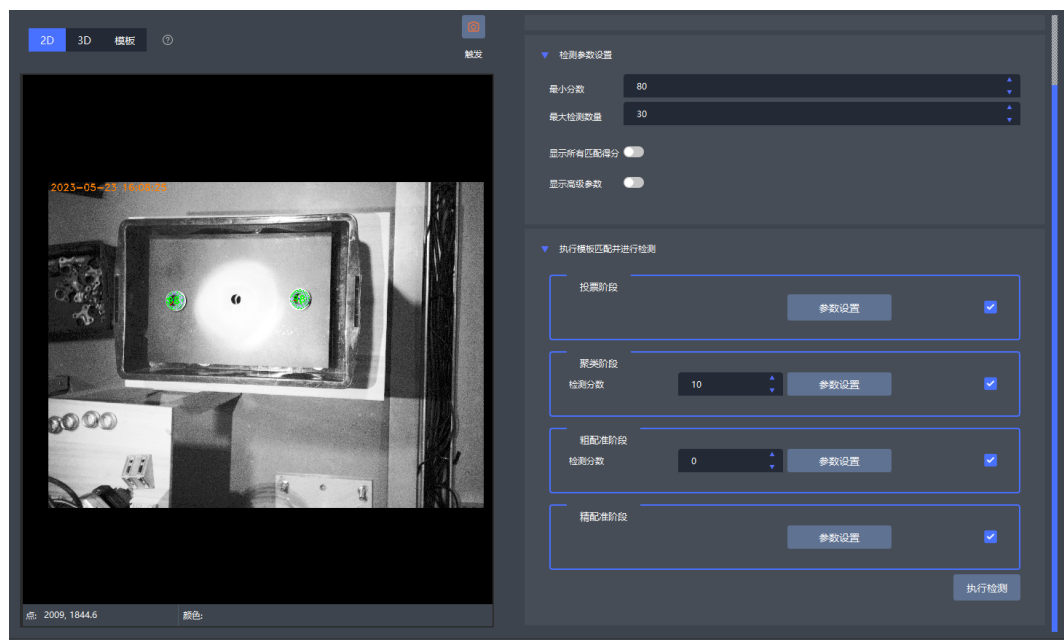 2D 3D 模板
触发
检测参数设置
最小分数 80
最大检测数量 30
显示所有匹配得分
显示高级参数
执行模板匹配并进行检测
投票阶段
参数设置
聚类阶段
检测分数 10 参数设置
粗配准阶段
检测分数 0 参数设置
精配准阶段
参数设置
执行检测
2023-05-23
点: 2009, 1844.6 颜色: